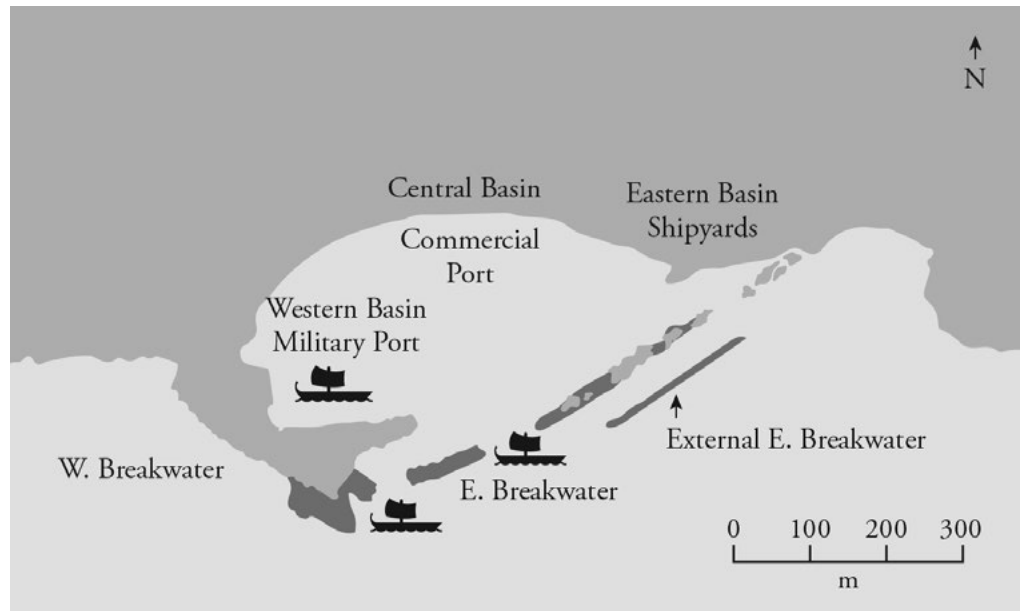 N
Central Basin
Eastern Basin
Shipyards
Commercial
Port
Western Basin
Military Port
External E. Breakwater
W. Breakwater
E. Breakwater
0 100 200 300
m